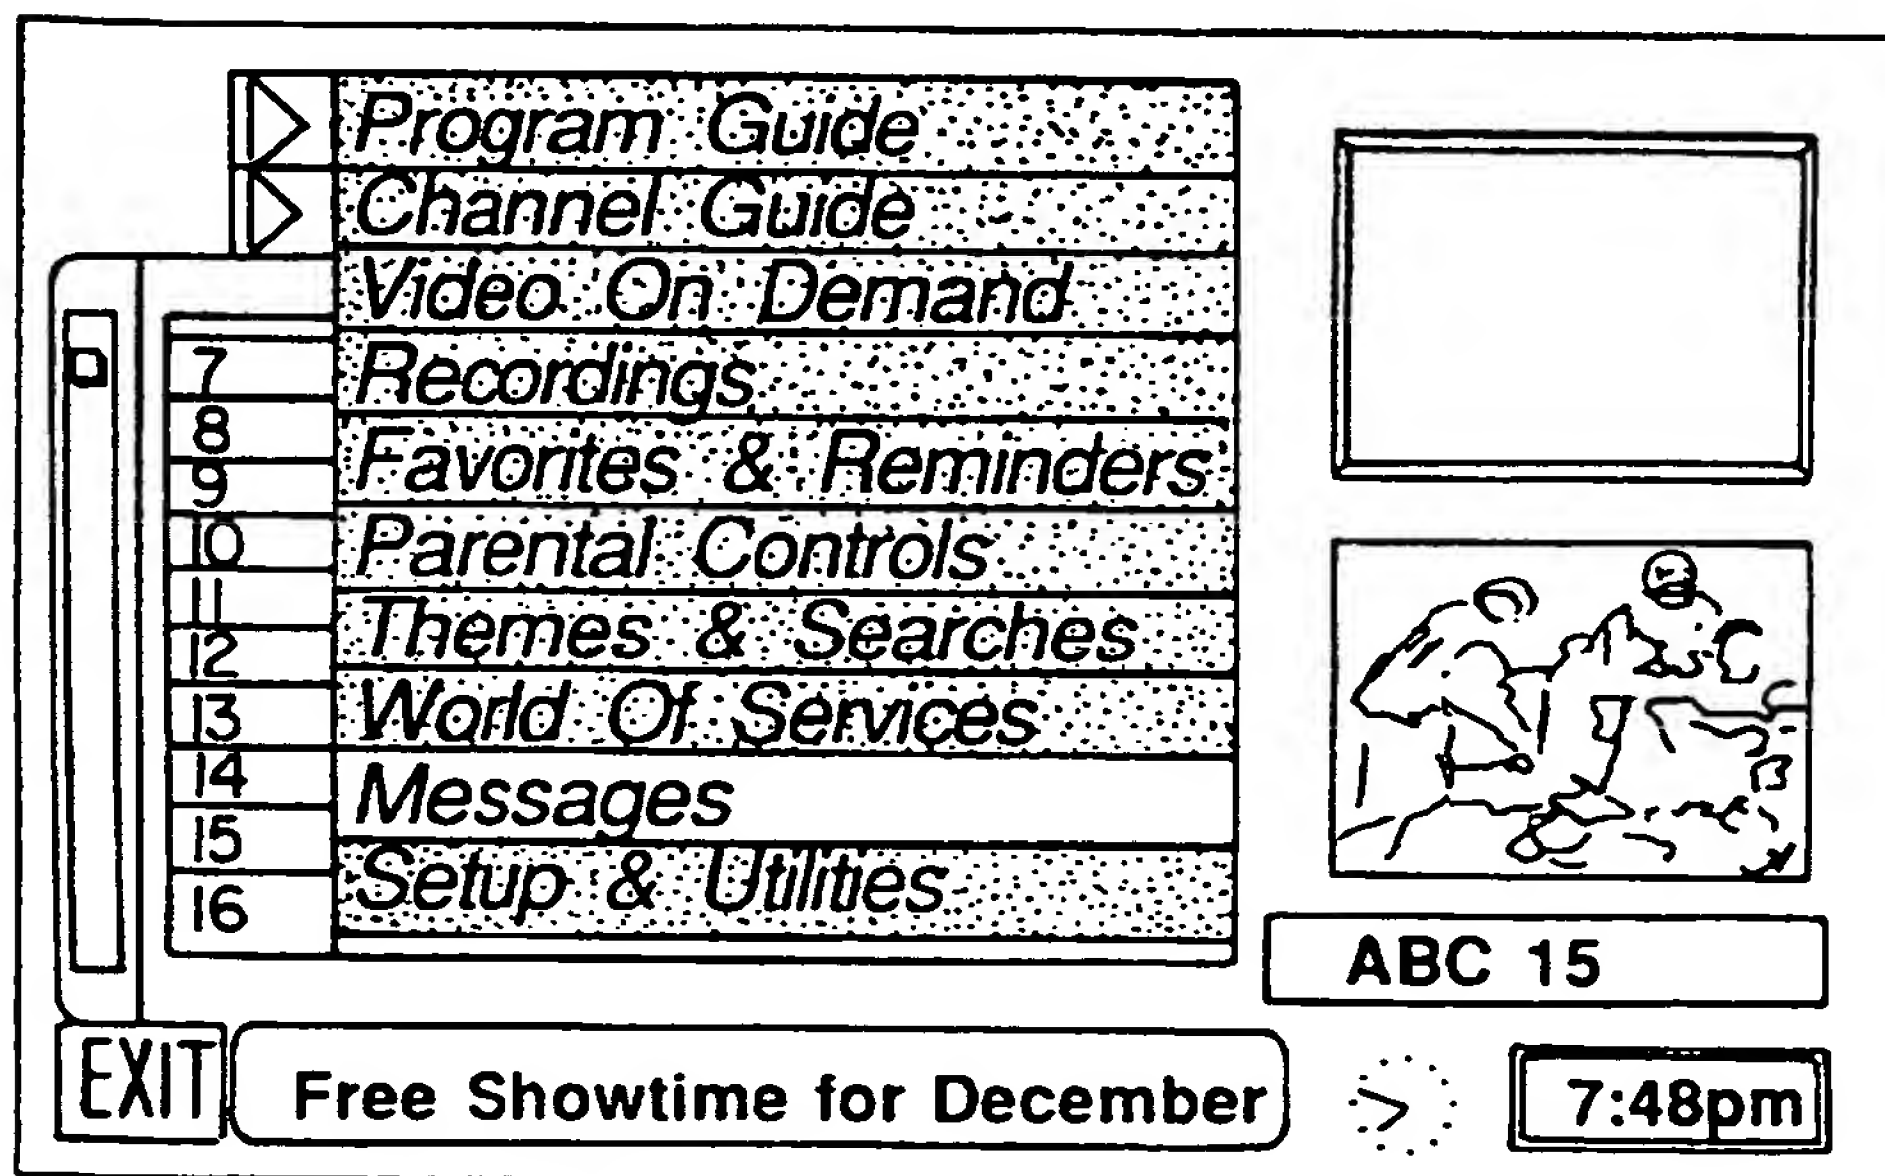 Program Guide
Channel Guide
Video On Demand
7 Recordings
8 Favorites & Reminders
9
10 Parental Controls
11 Themes & Searches
12
13 World Of Services
14 Messages
15
16 Setup & Utilities
ABC 15
EXIT Free Showtime for December 7:48pm